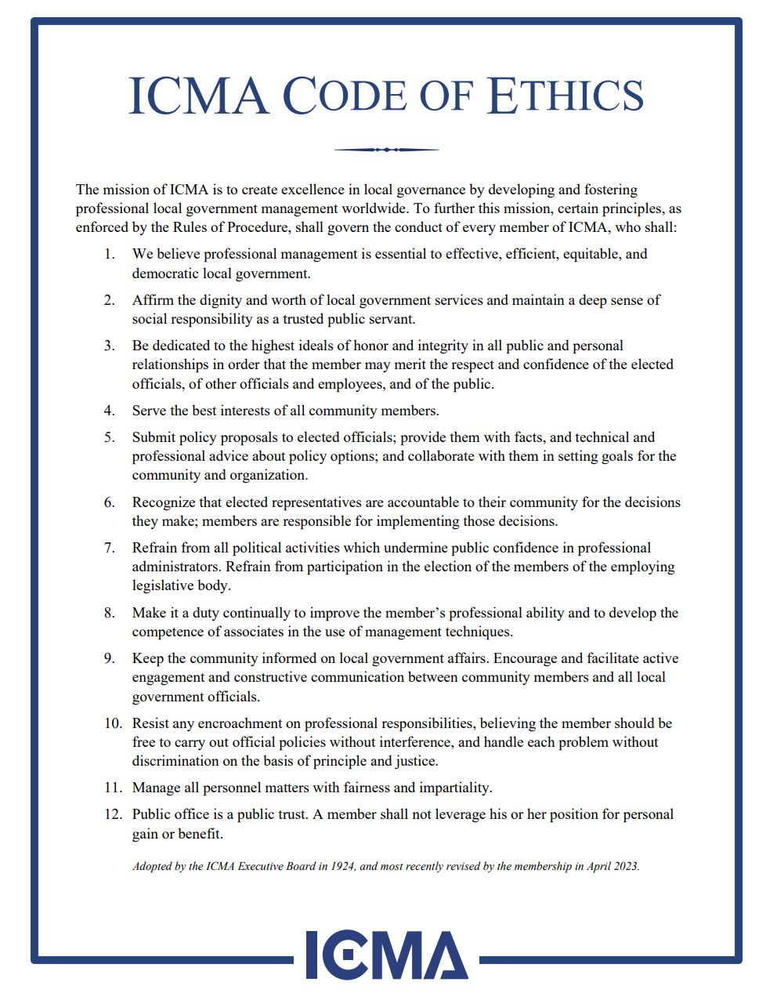 ICMA CODE OF ETHICS
The mission of ICMA is to create excellence in local governance by developing and fostering
professional local government management worldwide. To further this mission, certain principles, as
enforced by the Rules of Procedure, shall govern the conduct of every member of ICMA, who shall:
1. We believe professional management is essential to effective, efficient, equitable, and
democratic local government.
2. Affirm the dignity and worth of local government services and maintain a deep sense of
social responsibility as a trusted public servant.
3. Be dedicated to the highest ideals of honor and integrity in all public and personal
relationships in order that the member may merit the respect and confidence of the elected
officials, of other officials and employees, and of the public.
4. Serve the best interests of all community members.
5. Submit policy proposals to elected officials; provide them with facts, and technical and
professional advice about policy options; and collaborate with them in setting goals for the
community and organization.
6. Recognize that elected representatives are accountable to their community for the decisions
they make; members are responsible for implementing those decisions.
7. Refrain from all political activities which undermine public confidence in professional
administrators. Refrain from participation in the election of the members of the employing
legislative body.
8. Make it a duty continually to improve the member’s professional ability and to develop the
competence of associates in the use of management techniques.
9. Keep the community informed on local government affairs. Encourage and facilitate active
engagement and constructive communication between community members and all local
government officials.
10. Resist any encroachment on professional responsibilities, believing the member should be
free to carry out official policies without interference, and handle each problem without
discrimination on the basis of principle and justice.
11. Manage all personnel matters with fairness and impartiality.
12. Public office is a public trust. A member shall not leverage his or her position for personal
gain or benefit.
Adopted by the ICMA Executive Board in 1924, and most recently revised by the membership in April 2023.
ICMA